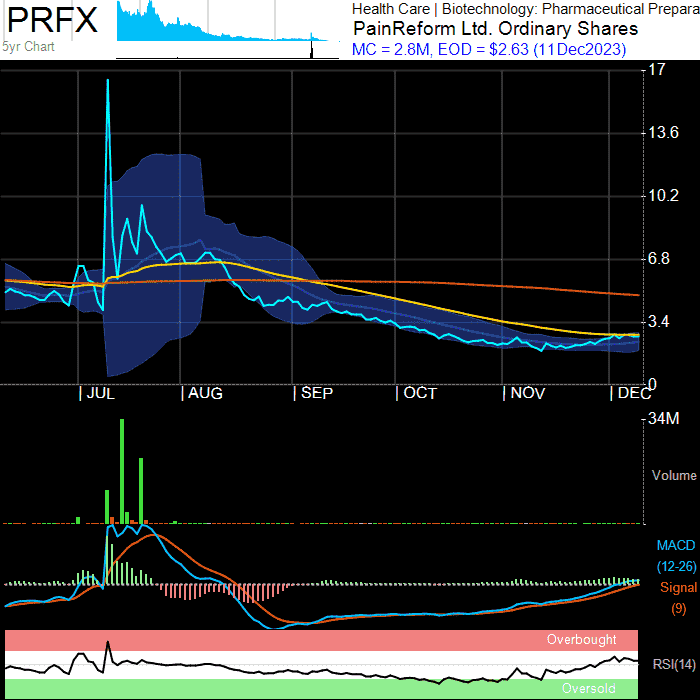 PRFX
5yr Chart
Health Care | Biotechnology: Pharmaceutical Prepara
PainReform Ltd. Ordinary Shares
MC = 2.8M, EOD = $2.63 (11Dec2023)
17
13.6
10.2
6.8
3.4
0
| JUL | AUG | SEP | OCT | NOV | DEC
34M
Volume
MACD
(12-26)
Signal
(9)
Overbought
RSI(14)
Oversold